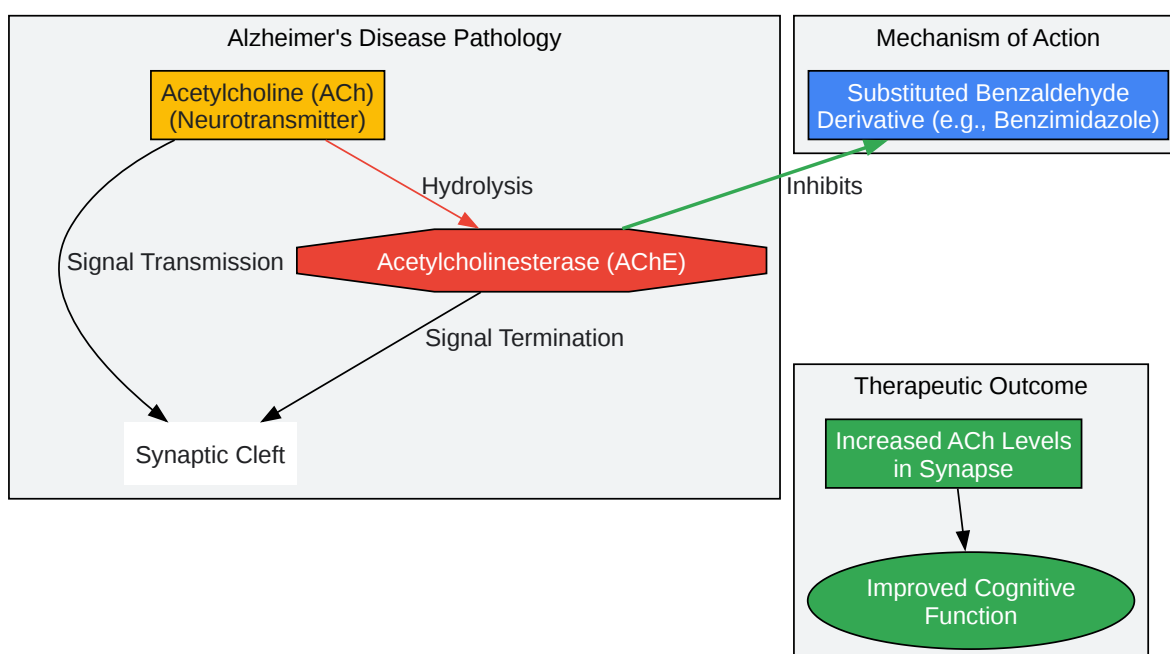 Alzheimer's Disease Pathology
Acetylcholine (ACh)
(Neurotransmitter)
Hydrolysis
Signal Transmission
Acetylcholinesterase (AChE)
Signal Termination
Synaptic Cleft
Mechanism of Action
Substituted Benzaldehyde
Derivative (e.g., Benzimidazole)
Inhibits
Therapeutic Outcome
Increased ACh Levels
in Synapse
Improved Cognitive
Function